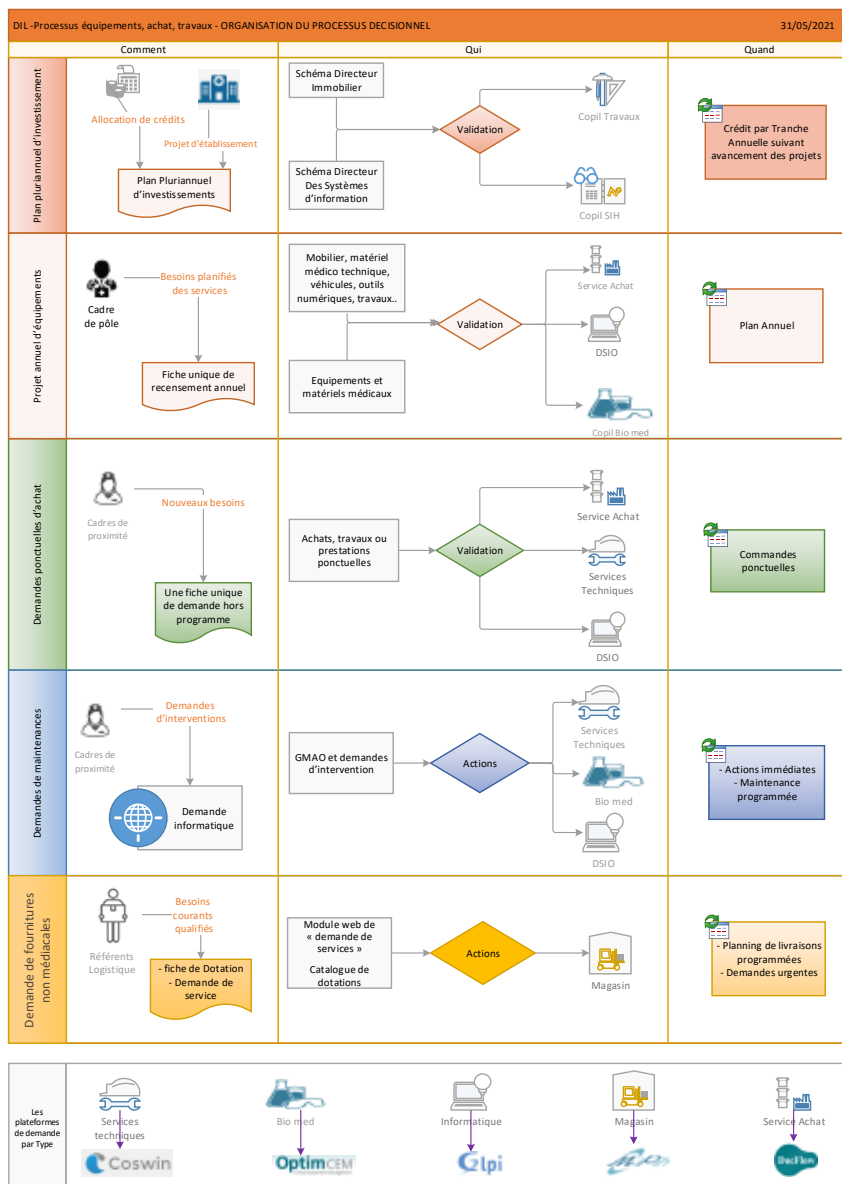 DIL -Processus équipements, achat, travaux - ORGANISATION DU PROCESSUS DECISIONNEL
31/05/2021
Comment
Qui
Quand
Plan pluriannuel d'investissement
Allocation de crédits
Projet d'établissement
Plan Pluriannuel
d'investissements
Schéma Directeur
Immobilier
Schéma Directeur
Des Systèmes
d'information
Validation
Copil Travaux
Copil SIH
Crédit par Tranche
Annuelle suivant
avancement des projets
Projet annuel d'équipements
Cadre
de pôle
Besoins planifiés
des services
Fiche unique de
recensement annuel
Mobilier, matériel
médico technique,
véhicules, outils
numériques, travaux..
Equipements et
matériels médicaux
Validation
Service Achat
DSIO
Copil Bio med
Plan Annuel
Demandes ponctuelles d'achat
Cadres de
proximité
Nouveaux besoins
Une fiche unique
de demande hors
programme
Achats, travaux ou
prestations
ponctuelles
Validation
Service Achat
Services
Techniques
DSIO
Commandes
ponctuelles
Demandes de maintenances
Cadres de
proximité
Demandes
d'interventions
Demande
informatique
GMAO et demandes
d'intervention
Actions
Services
Techniques
Bio med
DSIO
- Actions immédiates
- Maintenance
programmée
Demande de fournitures
non médiacales
Référents
Logistique
Besoins
courants
qualifiés
- fiche de Dotation
- Demande de
service
Module web de
« demande de
services »
Catalogue de
dotations
Actions
Magasin
- Planning de livraisons
programmées
- Demandes urgentes
Les
plateformes
de demande
par Type
Services
techniques
Bio med
Informatique
Magasin
Service Achat
Coswin
OptimCEM
Glpi
DocFlow